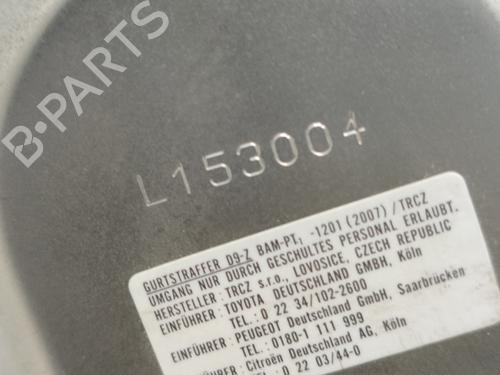 L153004
GURTSTRAFFER D9-Z BAM-PT₁ -1201 (2007) / TRCZ
UMGANG NUR DURCH GESCHULTES PERSONAL ERLAUBT.
HERSTELLER : TRCZ s.r.o., LOVOSICE, CZECH REPUBLIC
EINFÜHRER : TOYOTA DEUTSCHLAND GMBH, Köln
TEL.: 0 22 34/102-2600
EINFÜHRER: PEUGEOT Deutschland GmbH, Saarbrücken
TEL.: 0180-1 111 999
EINFÜHRER: Citroën Deutschland AG, Köln
TEL.: 0 22 03/44-0
B-PARTS